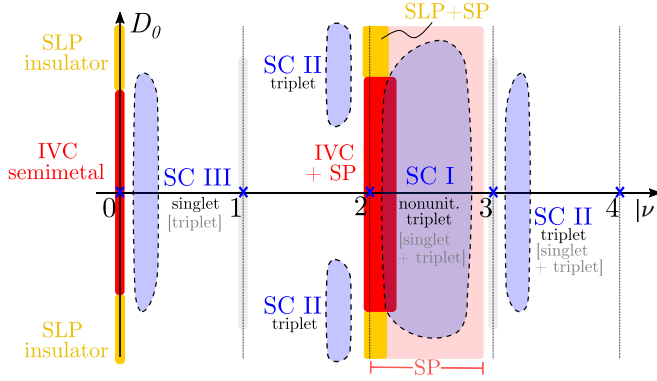 SLP+SP
D₀
SLP
insulator
SC II
triplet
IVC
semimetal
IVC
+ SP
SC III
singlet
[triplet]
SC I
nonunit.
triplet
[singlet
+ triplet]
0
1
2
3
4
|ν
SC II
triplet
[singlet
+ triplet]
SC II
triplet
SLP
insulator
SP